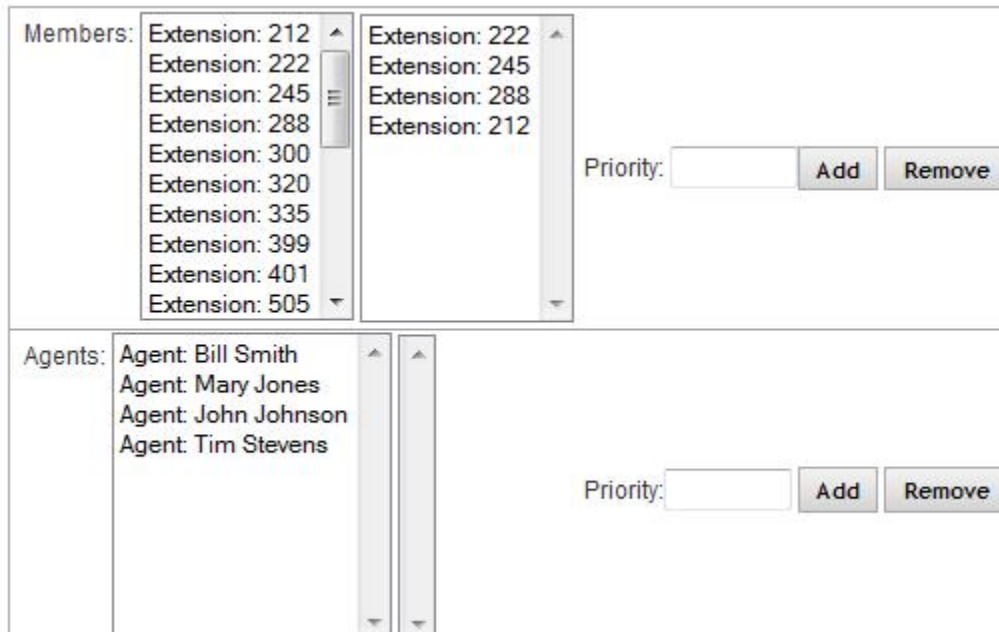 Members:
Extension: 212
Extension: 222
Extension: 245
Extension: 288
Extension: 300
Extension: 320
Extension: 335
Extension: 399
Extension: 401
Extension: 505
Extension: 222
Extension: 245
Extension: 288
Extension: 212
Priority:
Add
Remove
Agents:
Agent: Bill Smith
Agent: Mary Jones
Agent: John Johnson
Agent: Tim Stevens
Priority:
Add
Remove